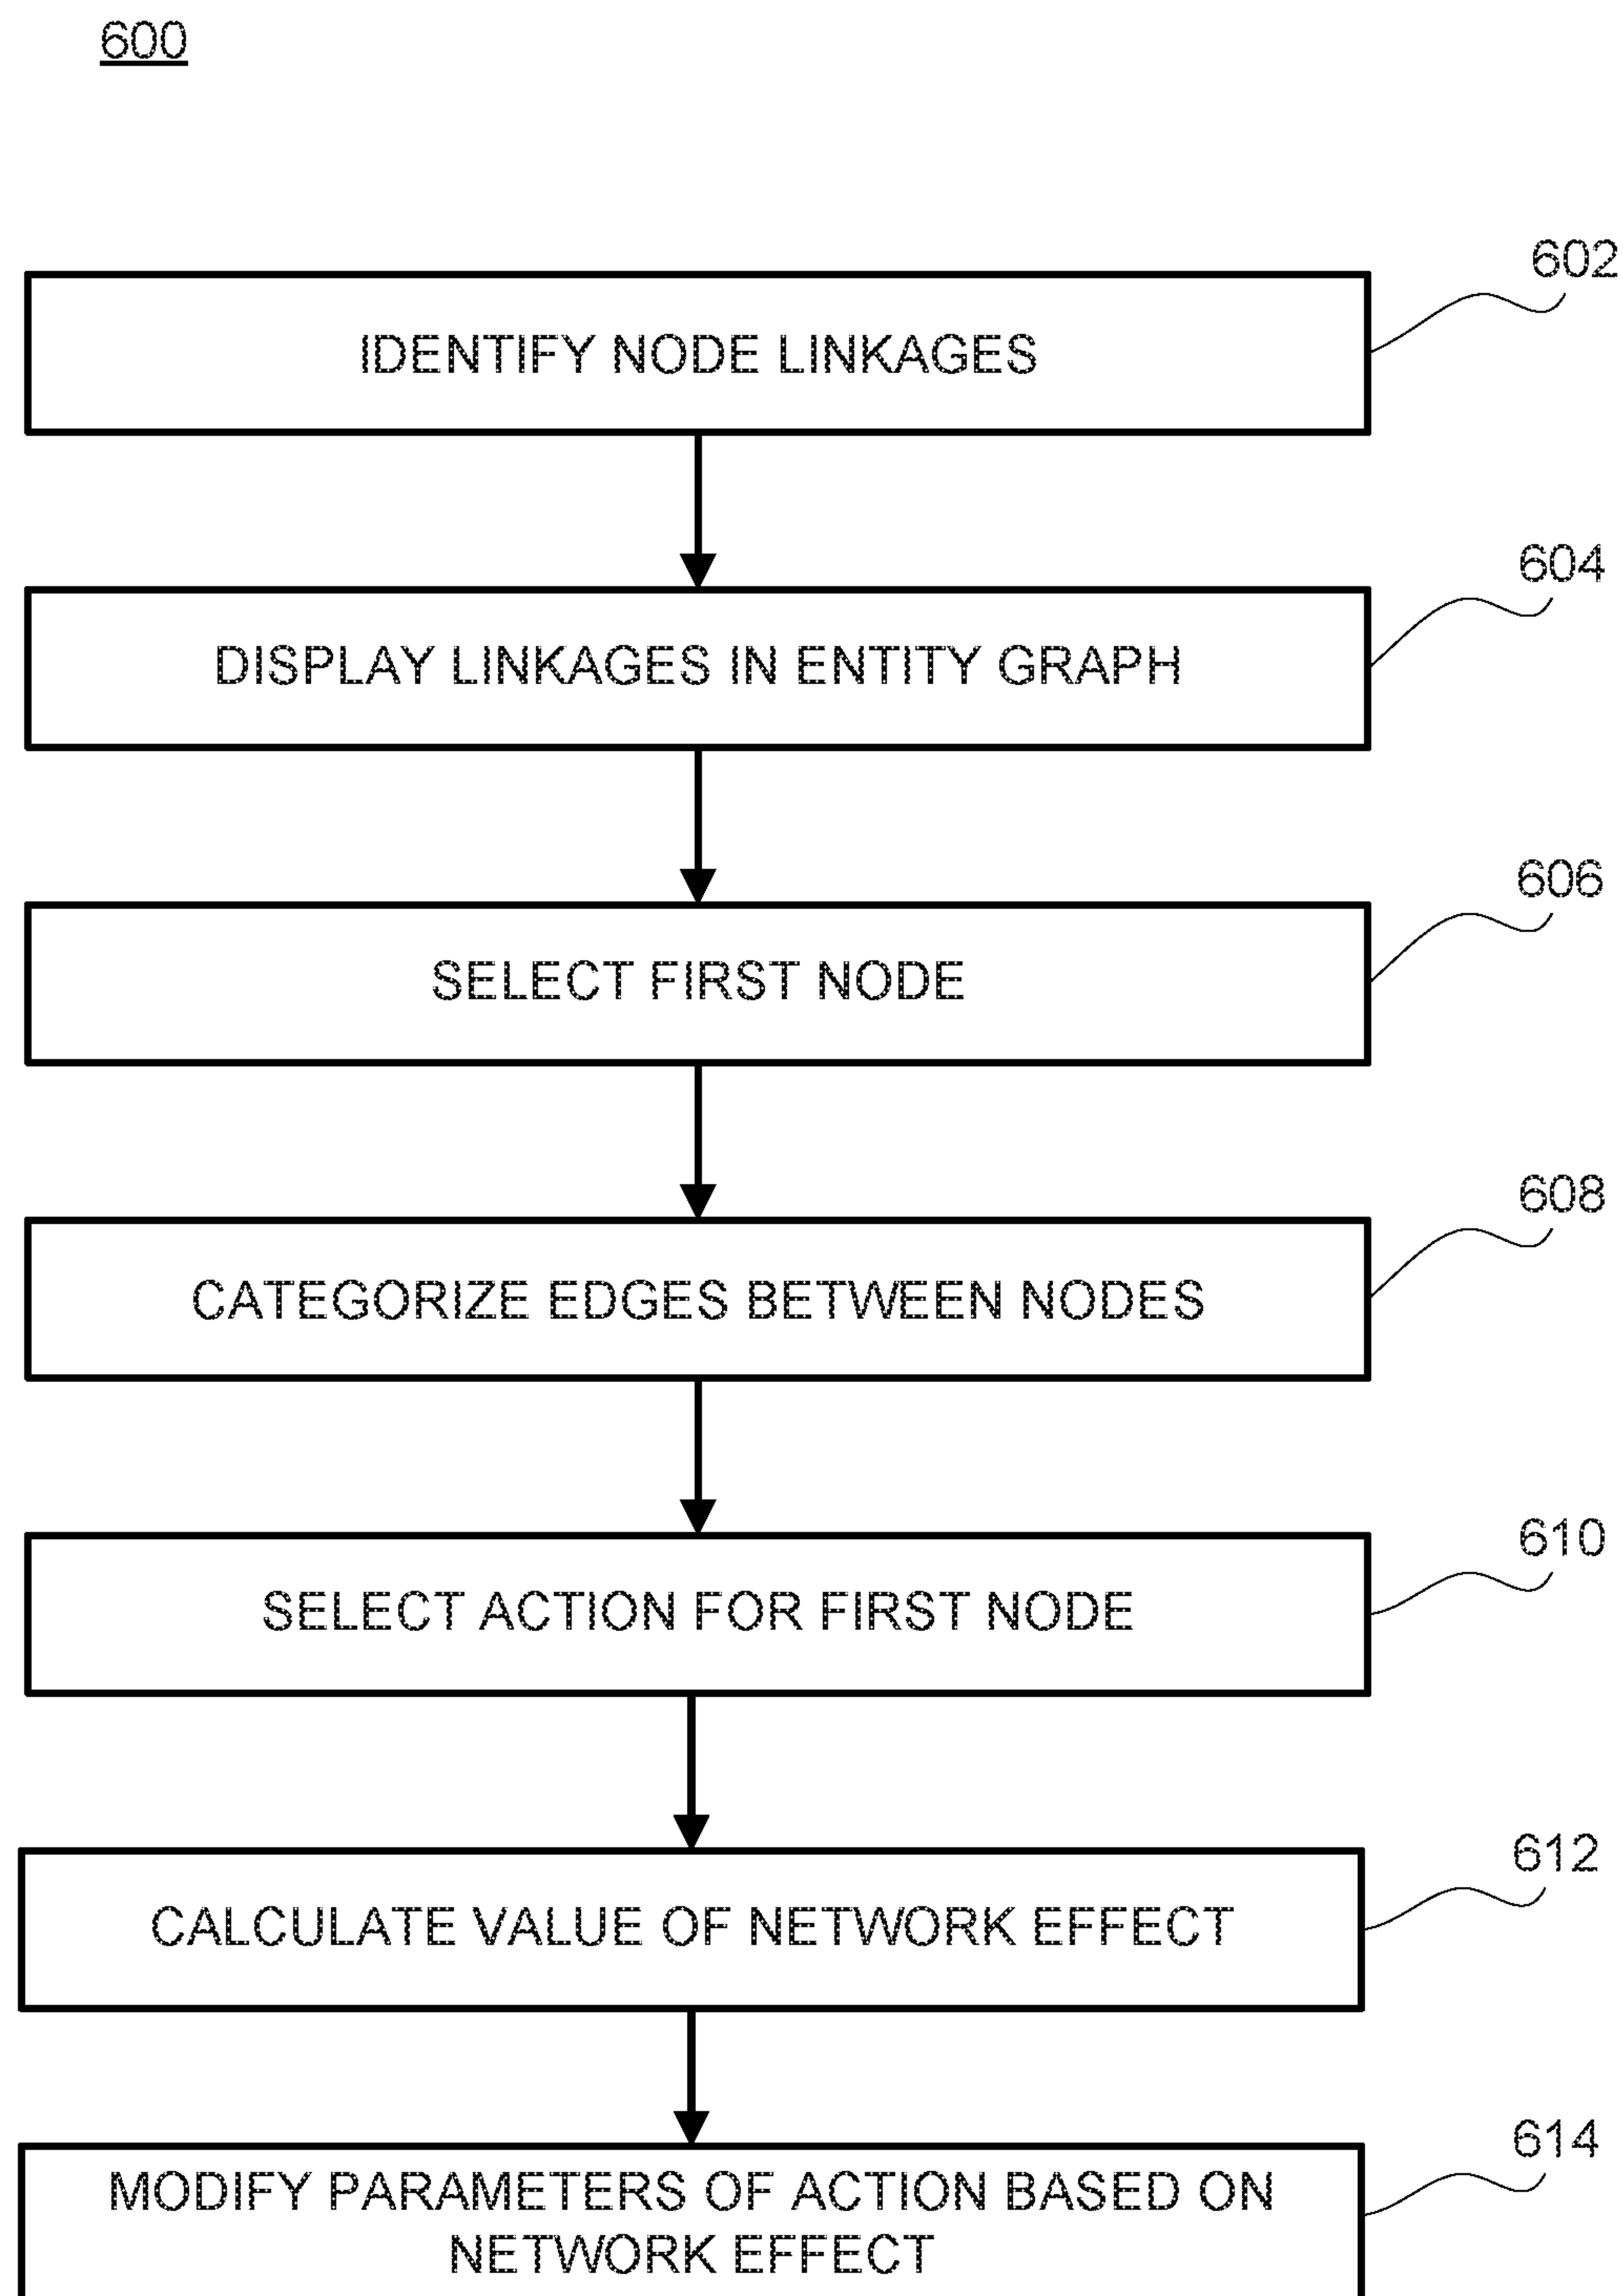 600
602
IDENTIFY NODE LINKAGES
604
DISPLAY LINKAGES IN ENTITY GRAPH
606
SELECT FIRST NODE
608
CATEGORIZE EDGES BETWEEN NODES
610
SELECT ACTION FOR FIRST NODE
612
CALCULATE VALUE OF NETWORK EFFECT
614
MODIFY PARAMETERS OF ACTION BASED ON
NETWORK EFFECT